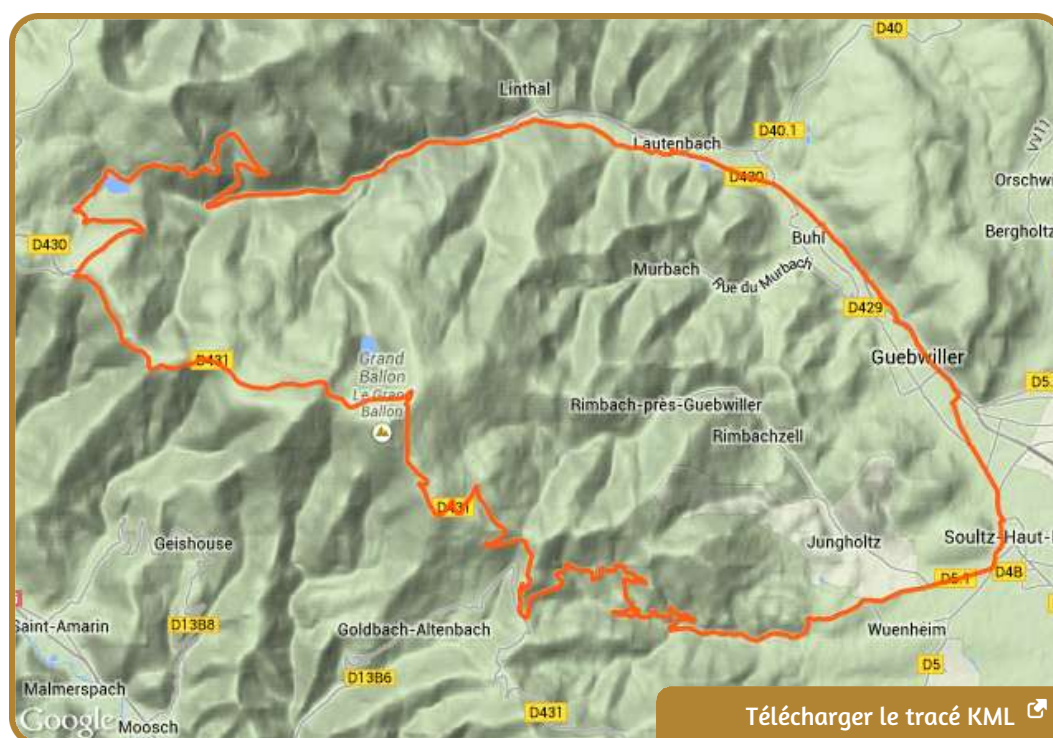 D40
Linthal
D40.1
Lautenbach
VV11
D430
Orschw
D430
Buhl
Bergholtz
Murbach
Rue du Murbach
D429
Grand
Ballon
Le Grand
Ballon
D431
Guebwiller
D5.
Rimbach-près-Guebwiller
Rimbachzell
D431
Geishouse
Jungholtz
Soultz-Haut-
D5.1
D4B
Saint-Amarin
D13B8
Goldbach-Altenbach
Wuenheim
D13B6
D5
Malmerspach
D431
Google
Moosch
Télécharger le tracé KML